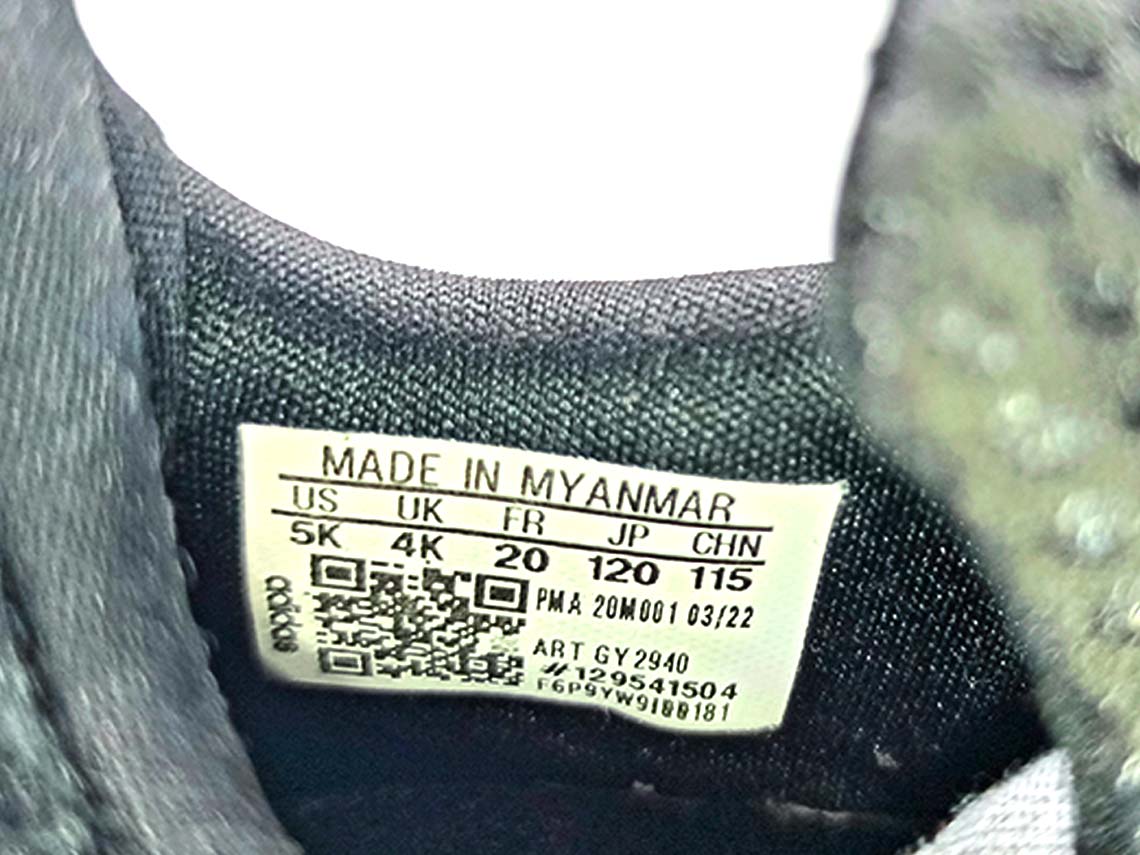 MADE IN MYANMAR
US UK FR JP CHN
5K 4K 20 120 115
adidas
PMA 20M001 03/22
ART GY2940
#129541504
F6P9YW9I00181